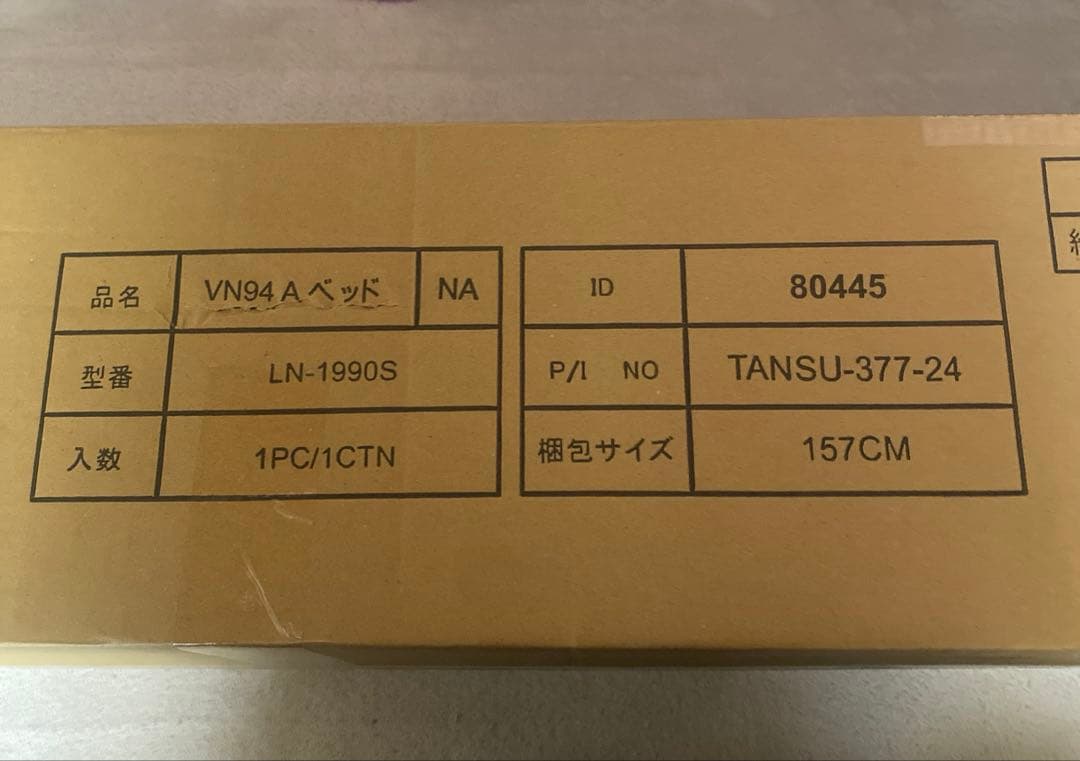 品名 VN94 A ベッド NA
型番 LN-1990S
入数 1PC/1CTN
ID 80445
P/I NO TANSU-377-24
梱包サイズ 157CM